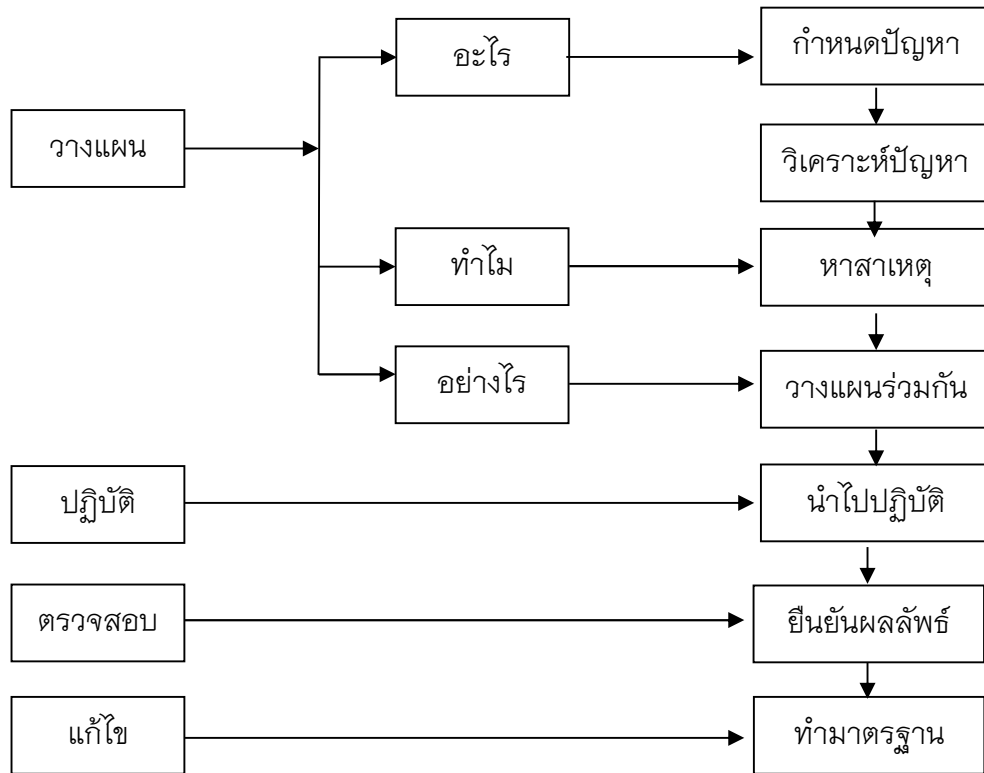 อะไร
กำหนดปัญหา
วางแผน
วิเคราะห์ปัญหา
ทำไม
หาสาเหตุ
อย่างไร
วางแผนร่วมกัน
ปฏิบัติ
นำไปปฏิบัติ
ตรวจสอบ
ยืนยันผลลัพธ์
แก้ไข
ทำมาตรฐาน